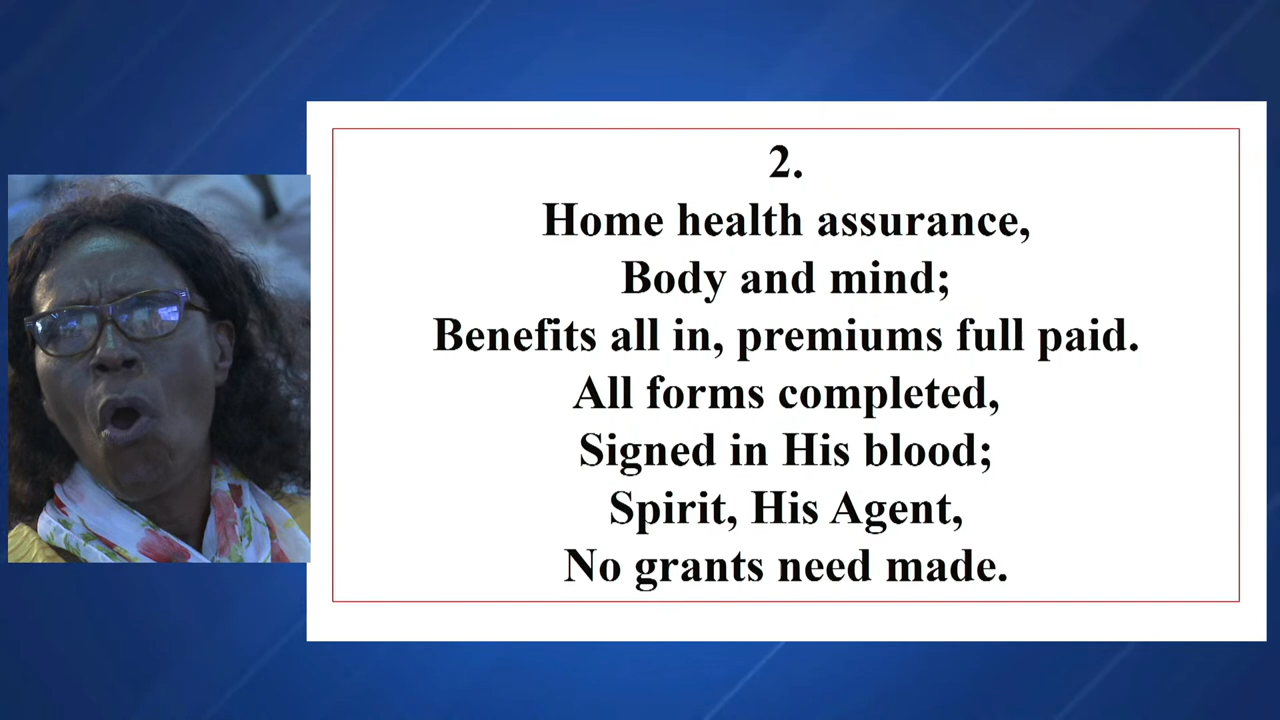 2.
Home health assurance,
Body and mind;
Benefits all in, premiums full paid.
All forms completed,
Signed in His blood;
Spirit, His Agent,
No grants need made.